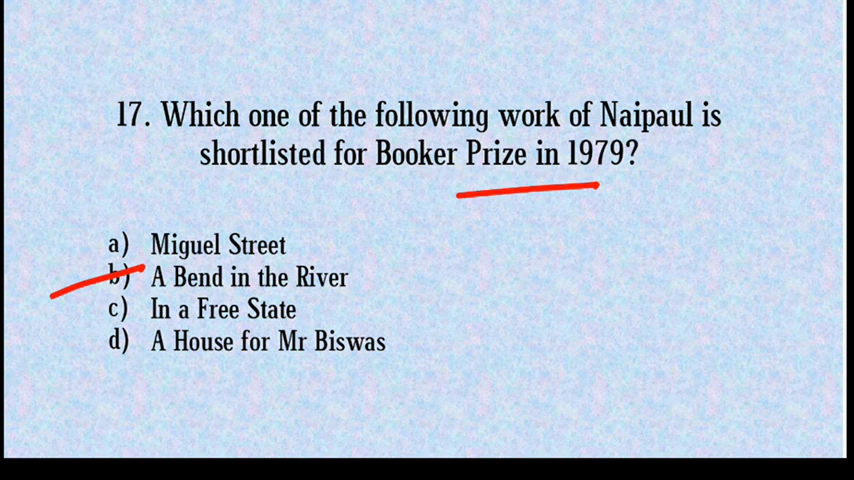 17. Which one of the following work of Naipaul is
shortlisted for Booker Prize in 1979?
a) Miguel Street
b) A Bend in the River
c) In a Free State
d) A House for Mr Biswas